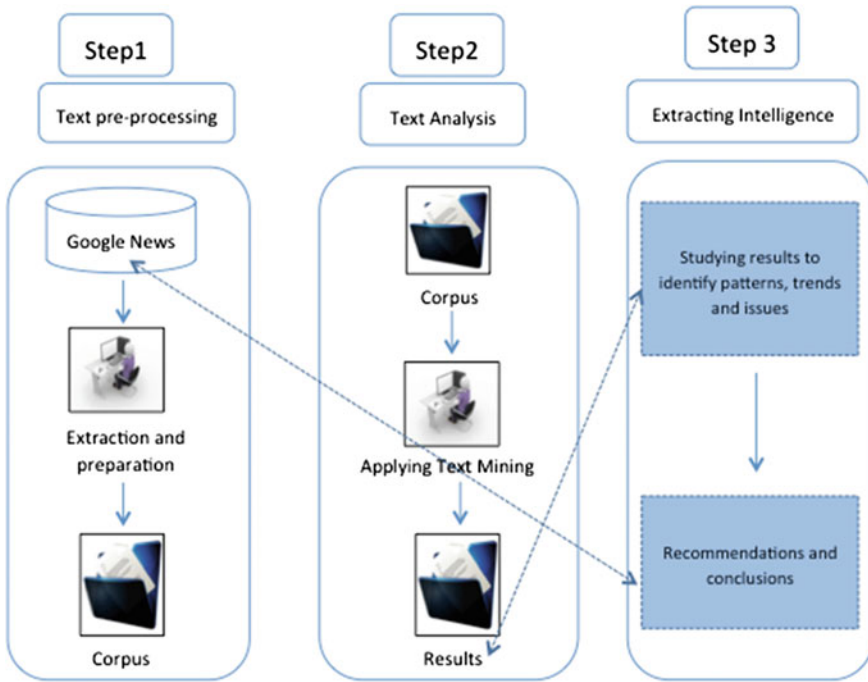 Step1
Text pre-processing
Google News
Extraction and
preparation
Corpus
Step2
Text Analysis
Corpus
Applying Text Mining
Results
Step 3
Extracting Intelligence
Studying results to
identify patterns, trends
and issues
Recommendations and
conclusions